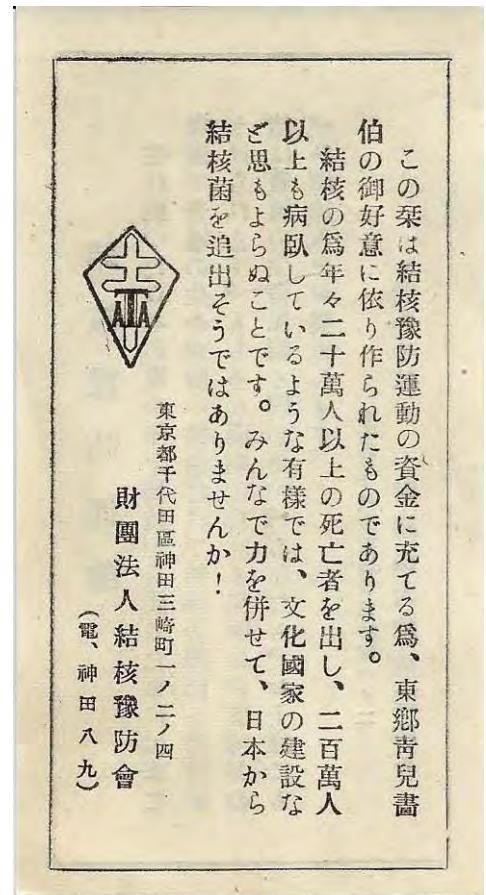 この栞は結核豫防運動の資金に充てる爲、東鄕靑兒畵
伯の御好意に依り作られたものであります。
結核の爲年々二十萬人以上の死亡者を出し、二百萬人
以上も病臥しているような有樣では、文化國家の建設な
ど思もよらぬことです。みんなで力を併せて、日本から
結核菌を追出そうではありませんか！
ATA
東京都千代田區神田三崎町一ノ二ノ四
財團法人結核豫防會
（電、神田八九）